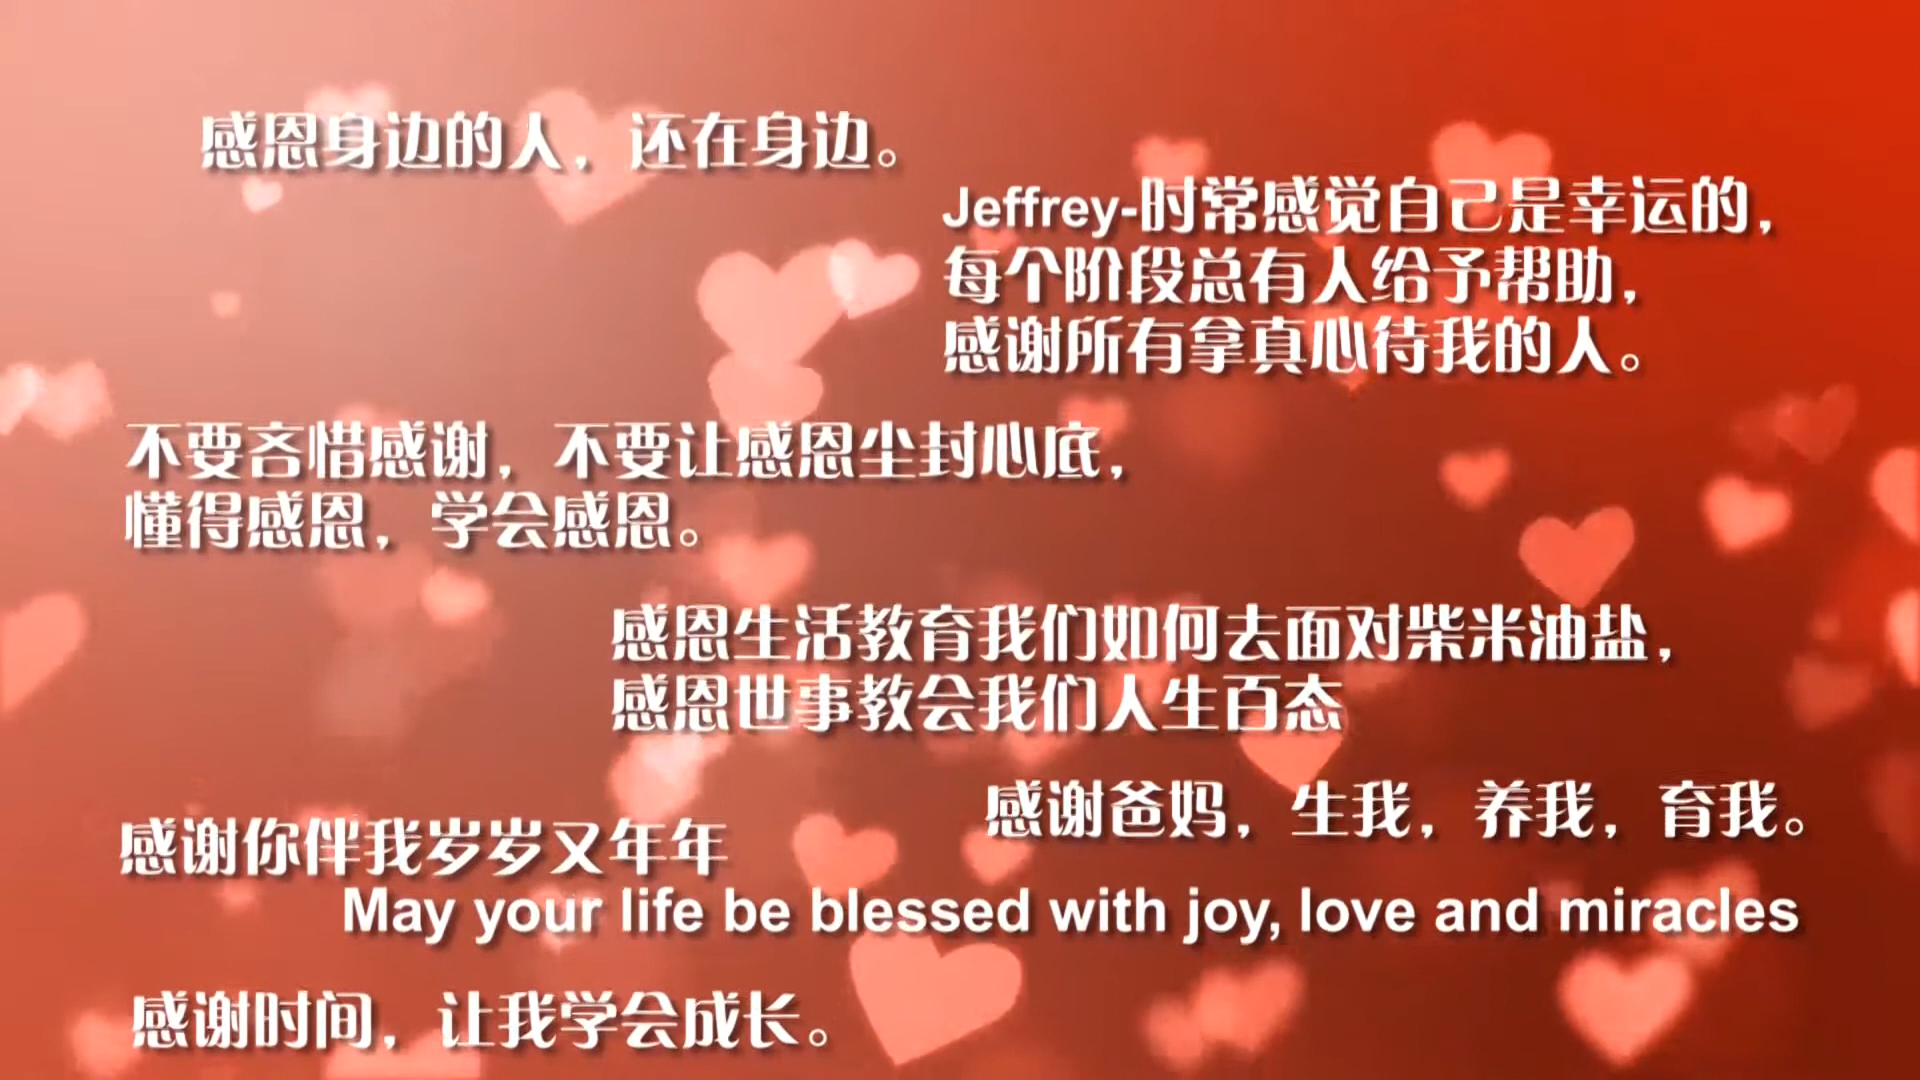 感恩身边的人，还在身边。
Jeffrey-时常感觉自己是幸运的，
每个阶段总有人给予帮助，
感谢所有拿真心待我的人。
不要吝惜感谢，不要让感恩尘封心底，
懂得感恩，学会感恩。
感恩生活教育我们如何去面对柴米油盐，
感恩世事教会我们人生百态
感谢爸妈，生我，养我，育我。
感谢你伴我岁岁又年年
May your life be blessed with joy, love and miracles
感谢时间，让我学会成长。